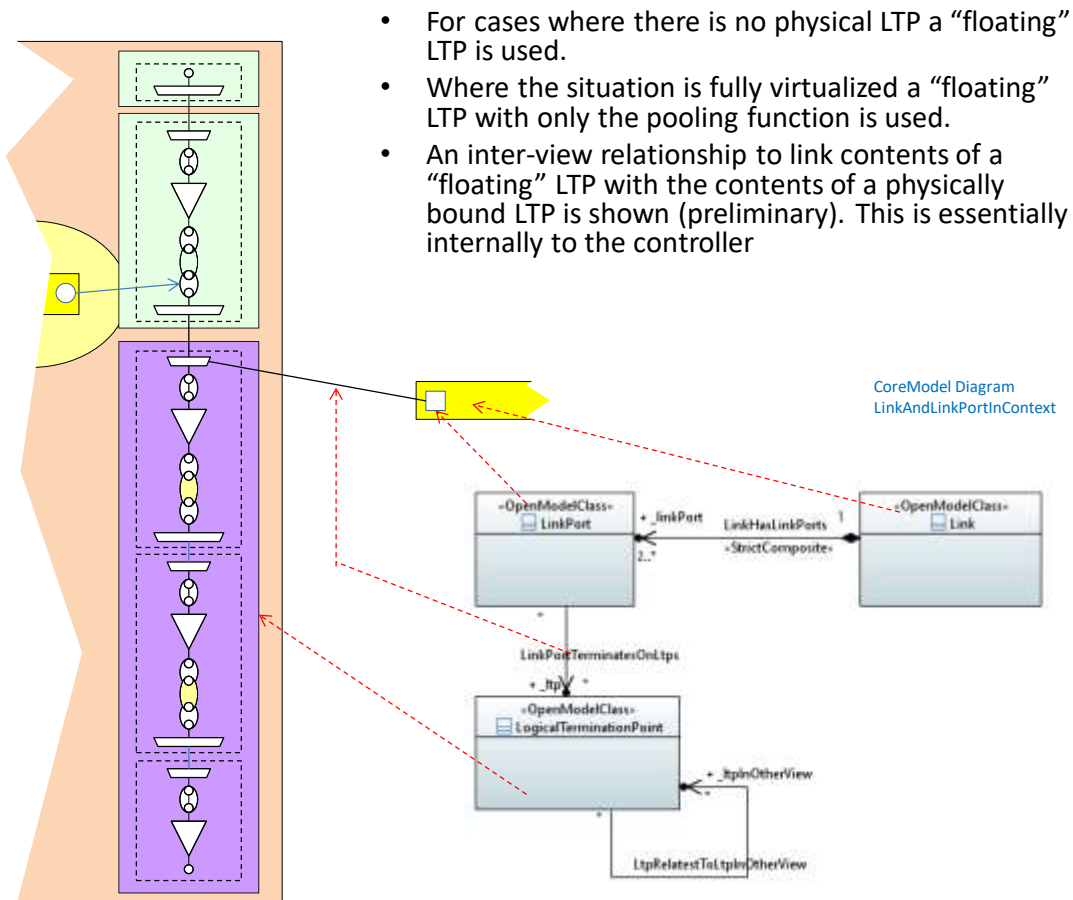 • For cases where there is no physical LTP a “floating”
LTP is used.
• Where the situation is fully virtualized a “floating”
LTP with only the pooling function is used.
• An inter-view relationship to link contents of a
“floating” LTP with the contents of a physically
bound LTP is shown (preliminary). This is essentially
internally to the controller
CoreModel Diagram
LinkAndLinkPortInContext
«OpenModelClass»
LinkPort
+ _linkPort
2..*
LinkHasLinkPorts
«StrictComposite»
1
«OpenModelClass»
Link
*
LinkPortTerminatesOnLtps
+ _ltp
*
«OpenModelClass»
LogicalTerminationPoint
+ _ltpInOtherView
*
*
LtpRelatestToLtpInOtherView